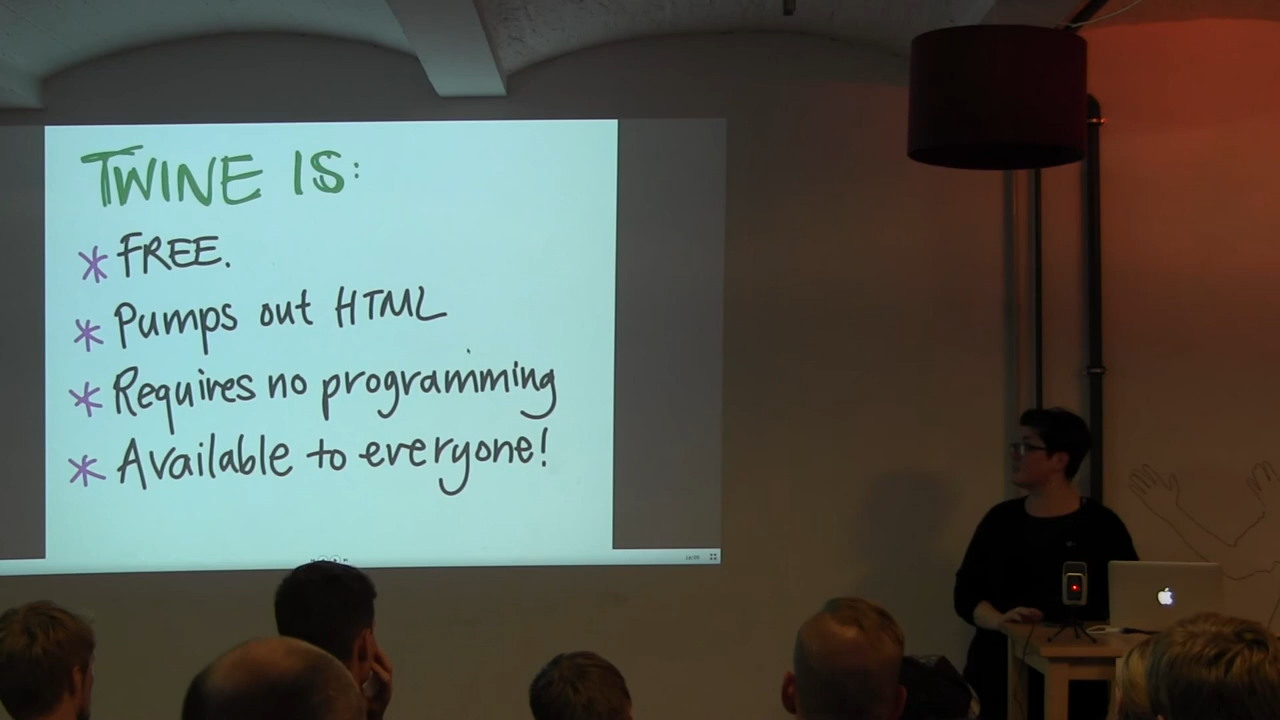 TWINE IS:
* FREE.
* Pumps out HTML
* Requires no programming
* Available to everyone!